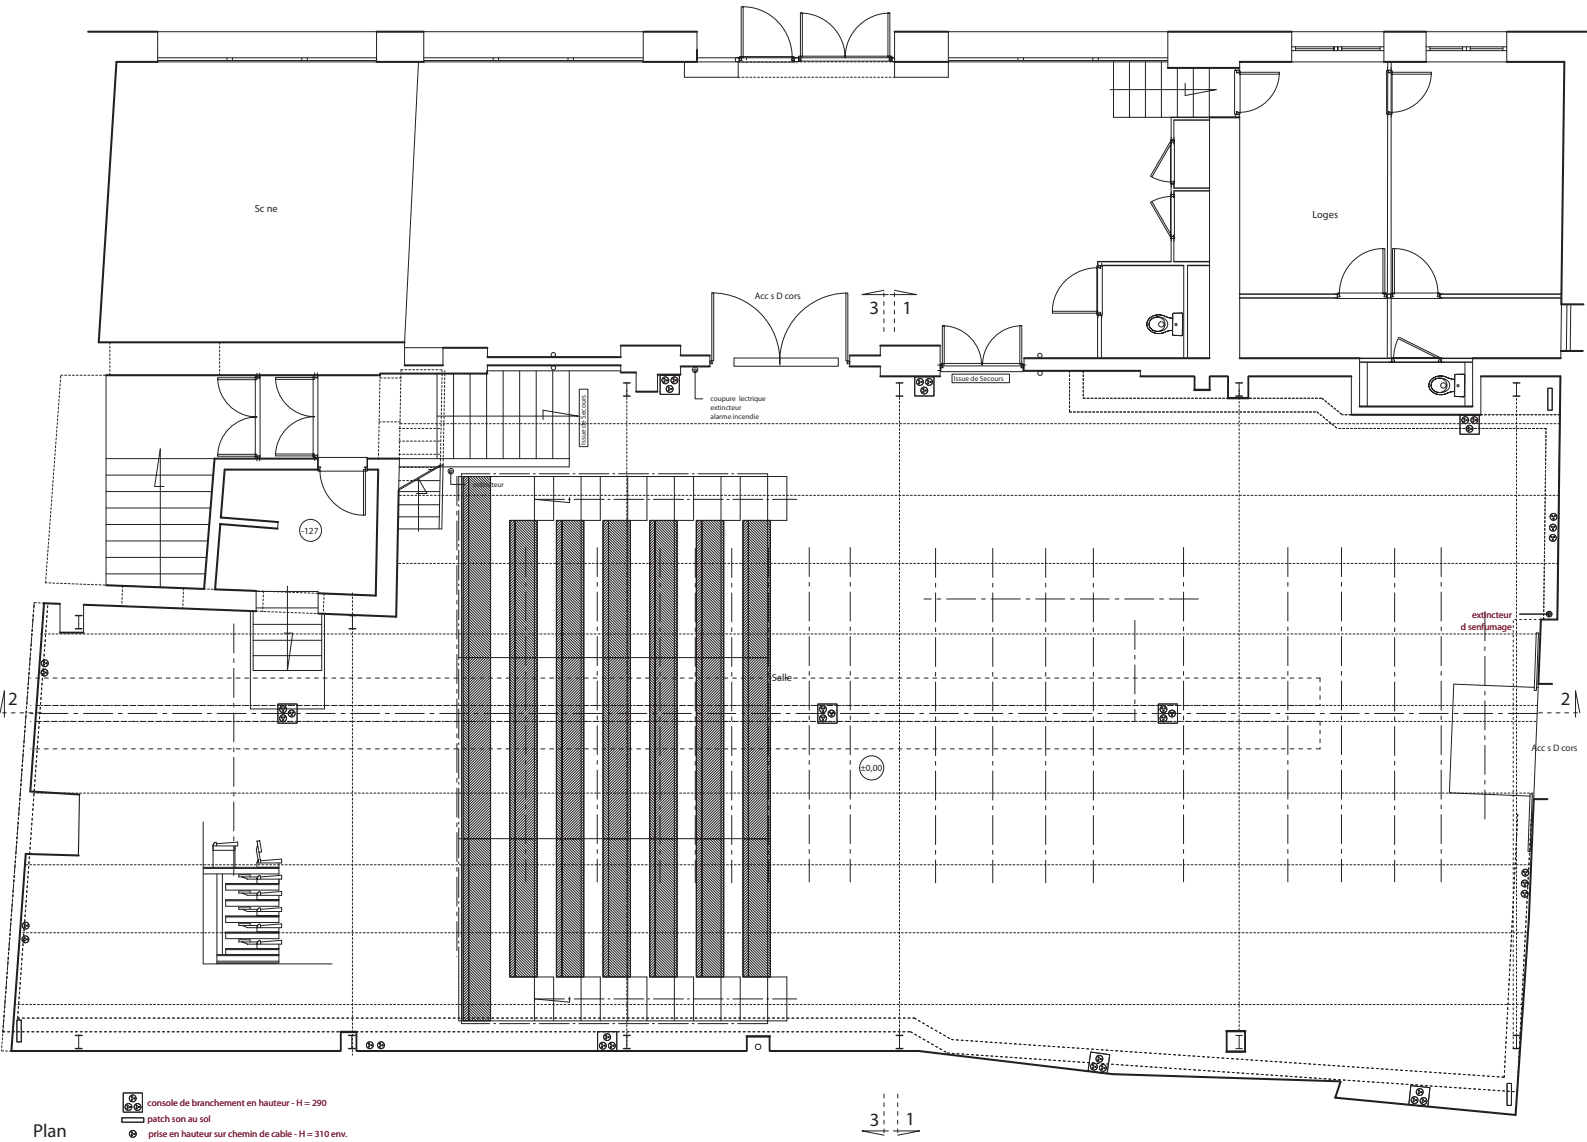 Sc ne
Loges
Acc s D cors
3
1
Issue de Secours
Issue de Secours
coupure lectrique
extincteur
alarme incendie
-127
extincteur
d senfumage
Salle
2
2
Acc s D cors
±0,00
console de branchement en hauteur - H = 290
patch son au sol
prise en hauteur sur chemin de cable - H = 310 env.
Plan
3
1